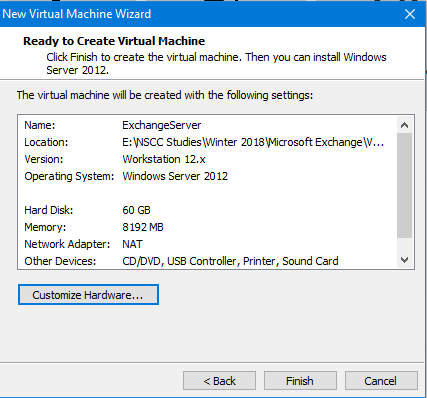 New Virtual Machine Wizard
Ready to Create Virtual Machine
Click Finish to create the virtual machine. Then you can install Windows
Server 2012.
The virtual machine will be created with the following settings:
Name: ExchangeServer
Location: E:\NSCC Studies\Winter 2018\Microsoft Exchange\V...
Version: Workstation 12.x
Operating System: Windows Server 2012
Hard Disk: 60 GB
Memory: 8192 MB
Network Adapter: NAT
Other Devices: CD/DVD, USB Controller, Printer, Sound Card
Customize Hardware...
< Back Finish Cancel